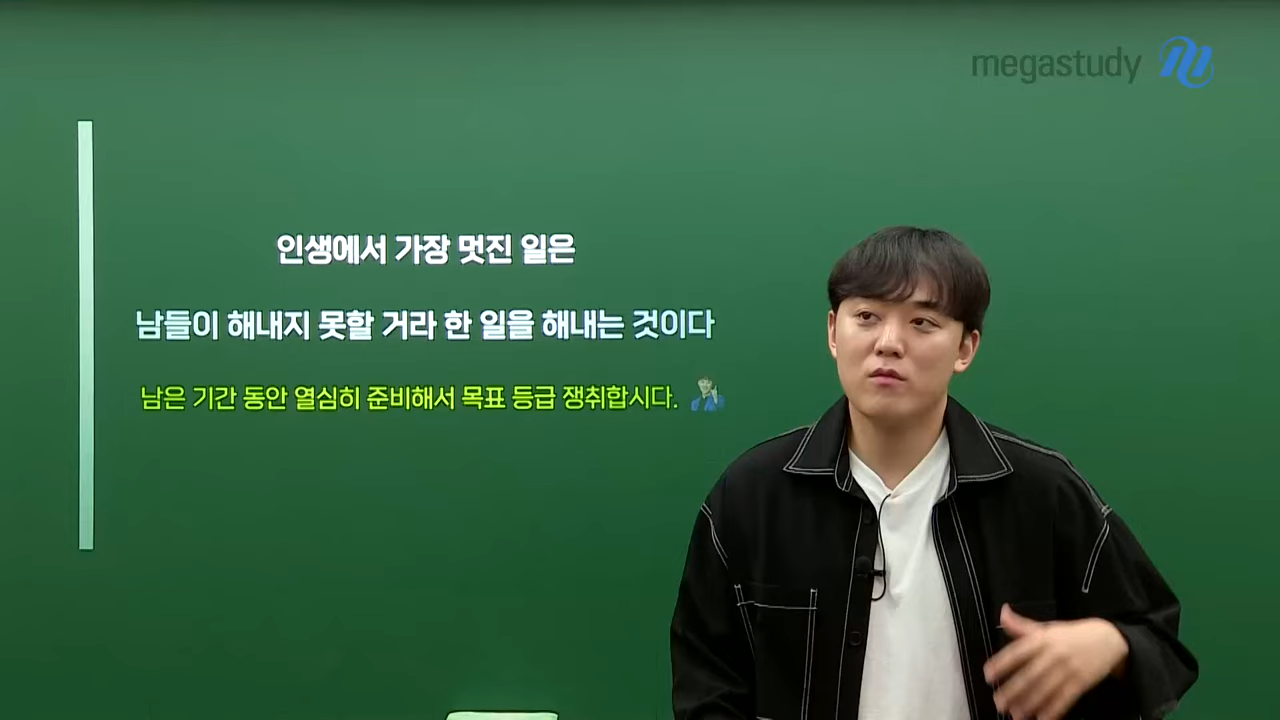 megastudy
인생에서 가장 멋진 일은
남들이 해내지 못할 거라 한 일을 해내는 것이다
남은 기간 동안 열심히 준비해서 목표 등급 쟁취합시다.